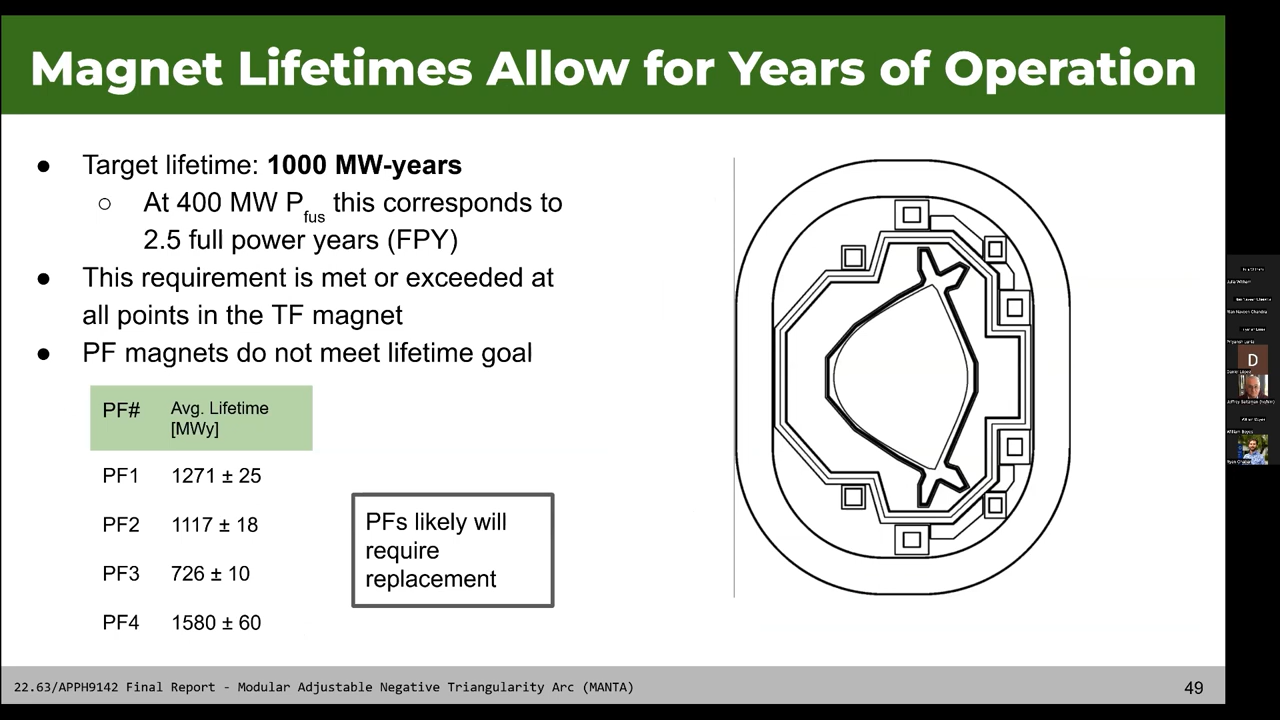 Magnet Lifetimes Allow for Years of Operation
● Target lifetime: 1000 MW-years
○ At 400 MW Pfus this corresponds to
2.5 full power years (FPY)
● This requirement is met or exceeded at
all points in the TF magnet
● PF magnets do not meet lifetime goal
PF# Avg. Lifetime
[MWy]
PF1 1271 ± 25
PF2 1117 ± 18
PF3 726 ± 10
PF4 1580 ± 60
PFs likely will
require
replacement
22.63/APPH9142 Final Report - Modular Adjustable Negative Triangularity Arc (MANTA)
49
D